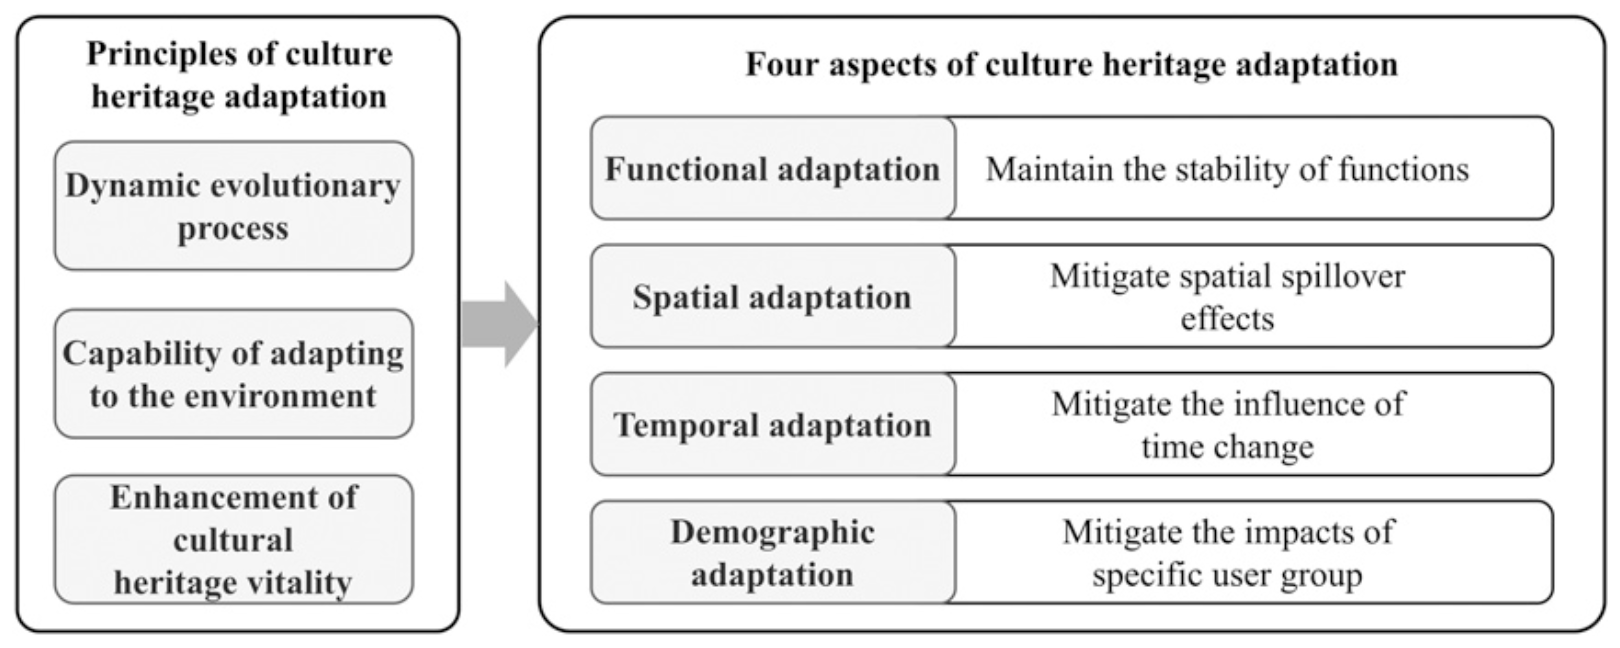 Principles of culture
heritage adaptation
Dynamic evolutionary
process
Capability of adapting
to the environment
Enhancement of
cultural
heritage vitality
Four aspects of culture heritage adaptation
Functional adaptation
Maintain the stability of functions
Spatial adaptation
Mitigate spatial spillover
effects
Temporal adaptation
Mitigate the influence of
time change
Demographic
adaptation
Mitigate the impacts of
specific user group